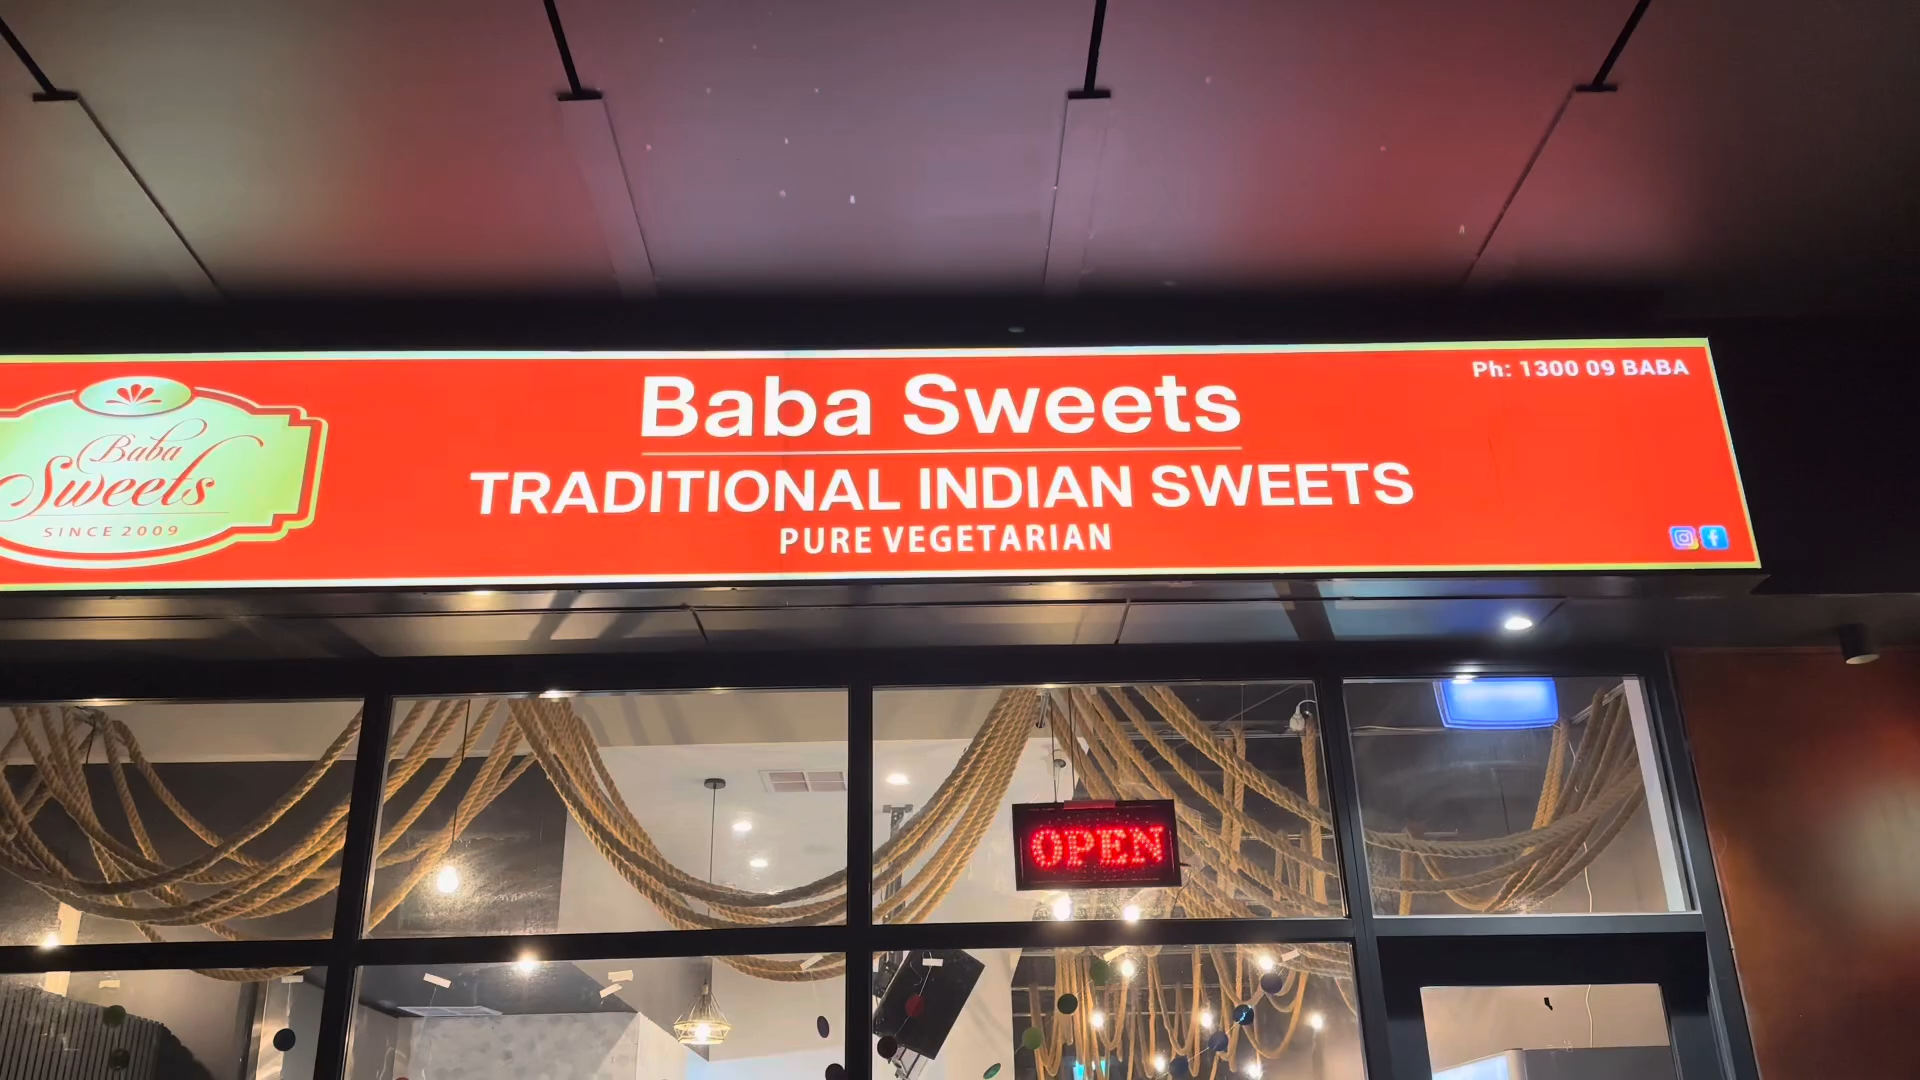 Baba
Sweets
SINCE 2009
Baba Sweets
TRADITIONAL INDIAN SWEETS
PURE VEGETARIAN
Ph: 1300 09 BABA
OPEN